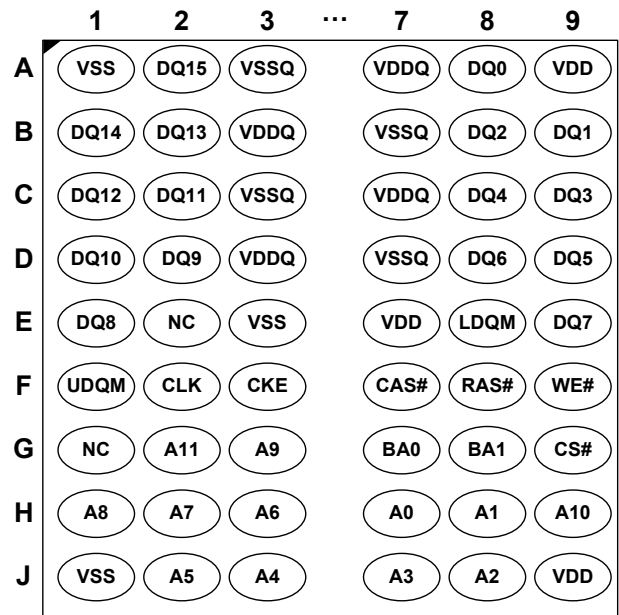 1 2 3 ... 7 8 9
A VSS DQ15 VSSQ VDDQ DQ0 VDD
B DQ14 DQ13 VDDQ VSSQ DQ2 DQ1
C DQ12 DQ11 VSSQ VDDQ DQ4 DQ3
D DQ10 DQ9 VDDQ VSSQ DQ6 DQ5
E DQ8 NC VSS VDD LDQM DQ7
F UDQM CLK CKE CAS# RAS# WE#
G NC A11 A9 BA0 BA1 CS#
H A8 A7 A6 A0 A1 A10
J VSS A5 A4 A3 A2 VDD